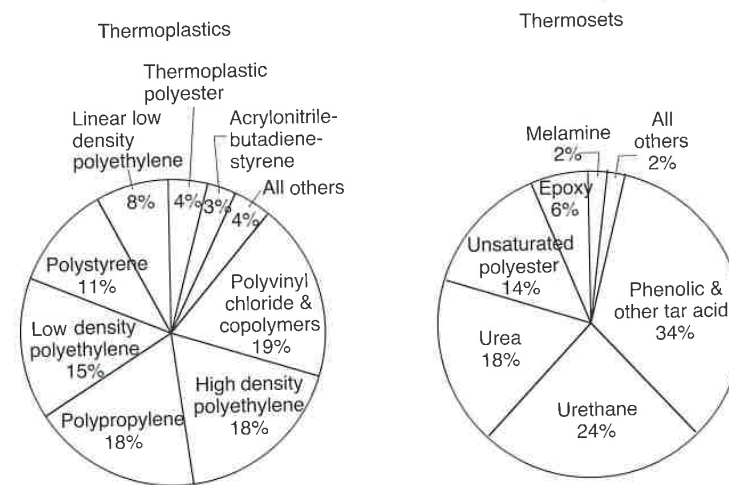 Thermoplastics
Thermoplastic
polyester
Linear low
density
polyethylene
8%
4%
Acrylonitrile-
butadiene-
styrene
3%
All others
4%
Polystyrene
11%
Polyvinyl
chloride &
copolymers
19%
Low density
polyethylene
15%
High density
polyethylene
18%
Polypropylene
18%
Thermosets
Melamine
2%
All
others
2%
Epoxy
6%
Unsaturated
polyester
14%
Phenolic &
other tar acid
34%
Urea
18%
Urethane
24%